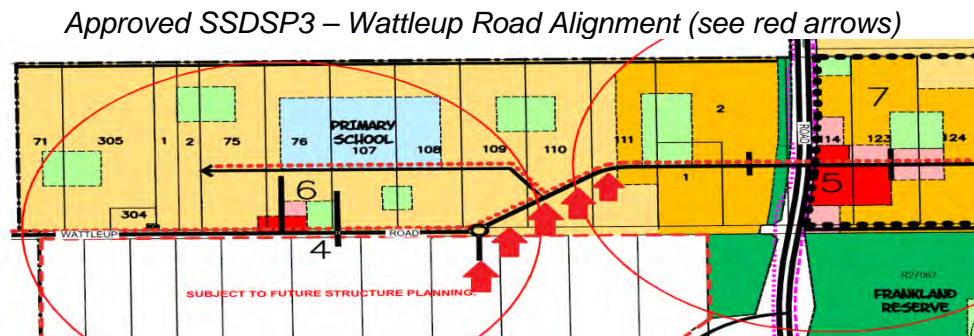 Approved SSDSP3 – Wattleup Road Alignment (see red arrows)
71 305 1 2 75 76 107 108 109 110 111 2 1
PRIMARY
SCHOOL
304
6
4
WATTLEUP ROAD
ROAD
7
114 123 124
5
SUBJECT TO FUTURE STRUCTURE PLANNING.
R27057
FRANKLAND
RESERVE